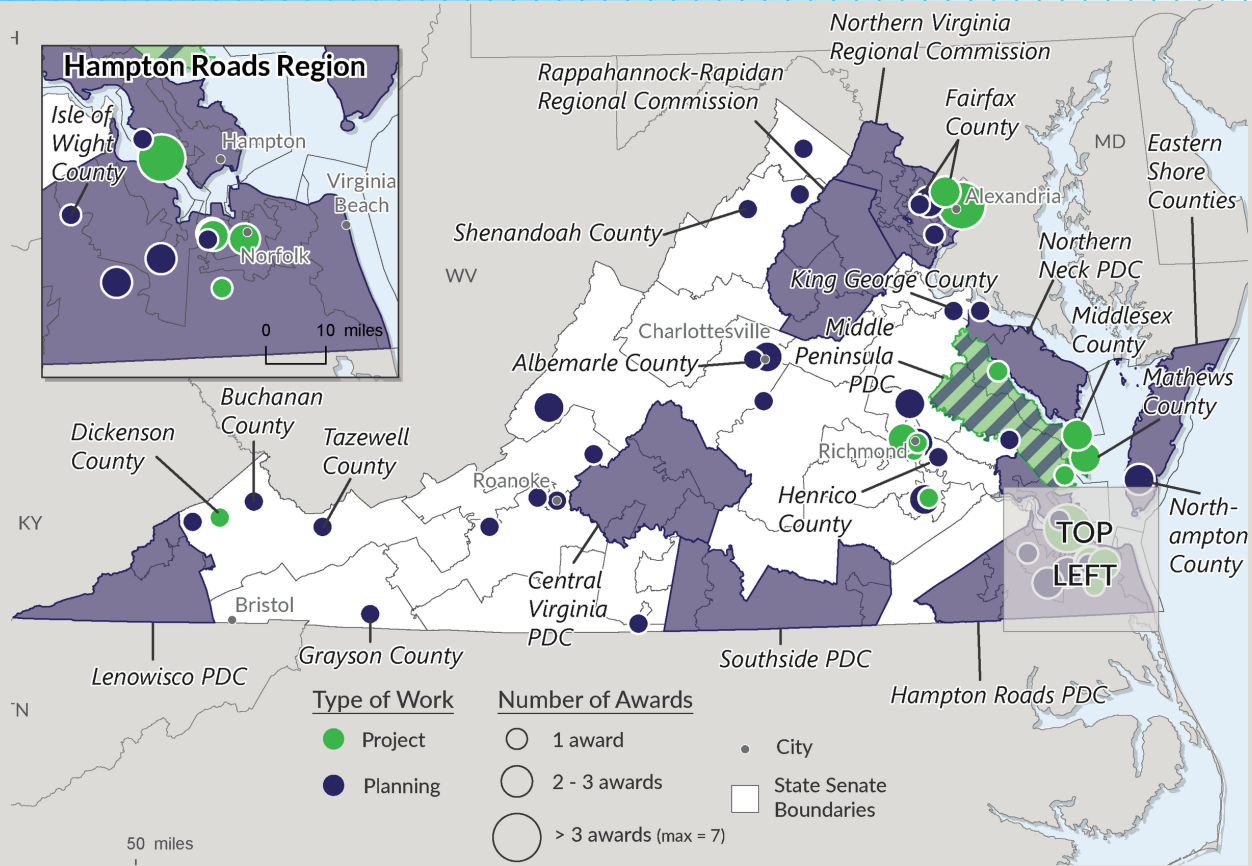 H
Hampton Roads Region
Isle of
Wight
County
Hampton
Virginia
Beach
Norfolk
0 10 miles
Northern Virginia
Regional Commission
Rappahannock-Rapidan
Regional Commission
Fairfax
County
MD
Eastern
Shore
Counties
Alexandria
Shenandoah County
WV
Northern
Neck PDC
King George County
Middlesex
County
Charlottesville
Middle
Peninsula
PDC
Albemarle County
Mathews
County
Buchanan
County
Dickenson
County
Tazewell
County
Roanoke
Richmond
Henrico
County
North-
ampton
County
KY
TOP
LEFT
Central
Virginia
PDC
Bristol
Lenowisco PDC
Grayson County
Southside PDC
Hampton Roads PDC
N
Type of Work
Project
Planning
Number of Awards
1 award
2 - 3 awards
> 3 awards (max = 7)
City
State Senate
Boundaries
50 miles